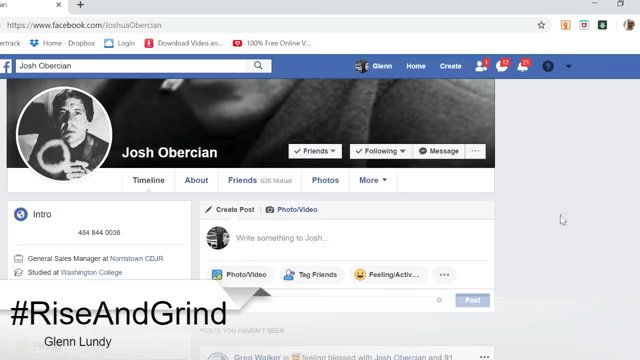 https://www.facebook.com/JoshuaObercian
Home - Dropbox
Login
Download Video an...
100% Free Online V...
Josh Obercian
Glenn
Home
Create
1
12
21
Josh Obercian
Friends
Following
Message
Timeline
About
Friends 626 Mutual
Photos
More
Intro
484 844 0036
General Sales Manager at Norristown CDJR
Studied at Washington College
Create Post
Photo/Video
Write something to Josh...
Photo/Video
Tag Friends
Feeling/Activ...
Post
#RiseAndGrind
Glenn Lundy
POSTS YOU HAVEN'T SEEN
Greg Walker is feeling blessed with Josh Obercian and 91